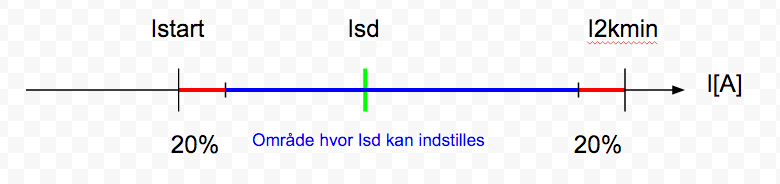 Istart Isd I2kmin
I[A]
20% Område hvor Isd kan indstilles 20%